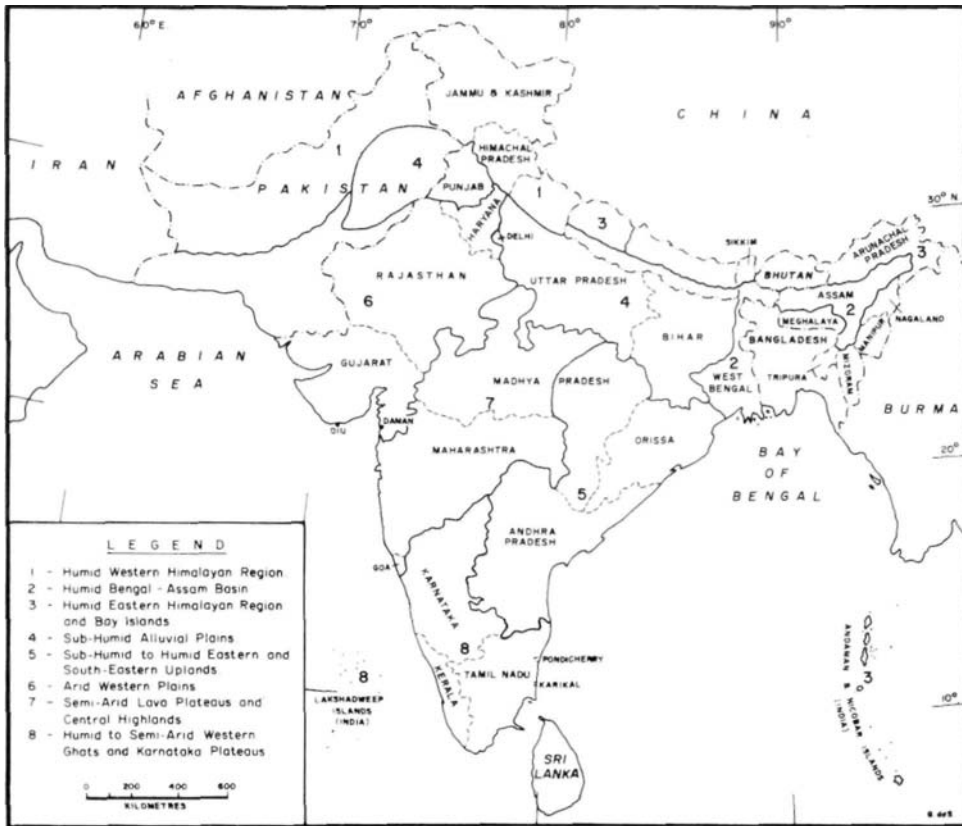 60° E.
70°
80°
90°
AFGHANISTAN
JAMMU & KASHMIR
CHINA
HIMACHAL
PRADESH
IRAN
1
4
PAKISTAN
PUNJAB
1
30° N
HARYANA
3
DELHI
SIKKIM
ARUNACHAL
PRADESH
3
BHUTAN
RAJASTHAN
UTTAR PRADESH
ASSAM
6
4
2
MEGHALAYA
NAGALAND
BIHAR
BANGLADESH
MANIPUR
ARABIAN
SEA
GUJARAT
2
WEST
BENGAL
TRIPURA
MIZORAN
MADHYA PRADESH
7
BURMA
DIU
DAMAN
MAHARASHTRA
ORISSA
BAY
OF
BENGAL
20°
5
ANDHRA
PRADESH
GOA
KARNATAKA
8
PONDICHERRY
TAMIL NADU
KARIKAL
KERALA
8
LAKSHADWEEP
ISLANDS
(INDIA)
SRI
LANKA
ANDAMAN & NICOBAR ISLANDS
(INDIA)
3
10°
LEGEND
1 - Humid Western Himalayan Region
2 - Humid Bengal - Assam Basin
3 - Humid Eastern Himalayan Region
and Bay Islands
4 - Sub-Humid Alluvial Plains
5 - Sub-Humid to Humid Eastern and
South-Eastern Uplands
6 - Arid Western Plains
7 - Semi-Arid Lava Plateaus and
Central Highlands
8 - Humid to Semi-Arid Western
Ghats and Karnataka Plateaus
0 200 400 600
KILOMETRES